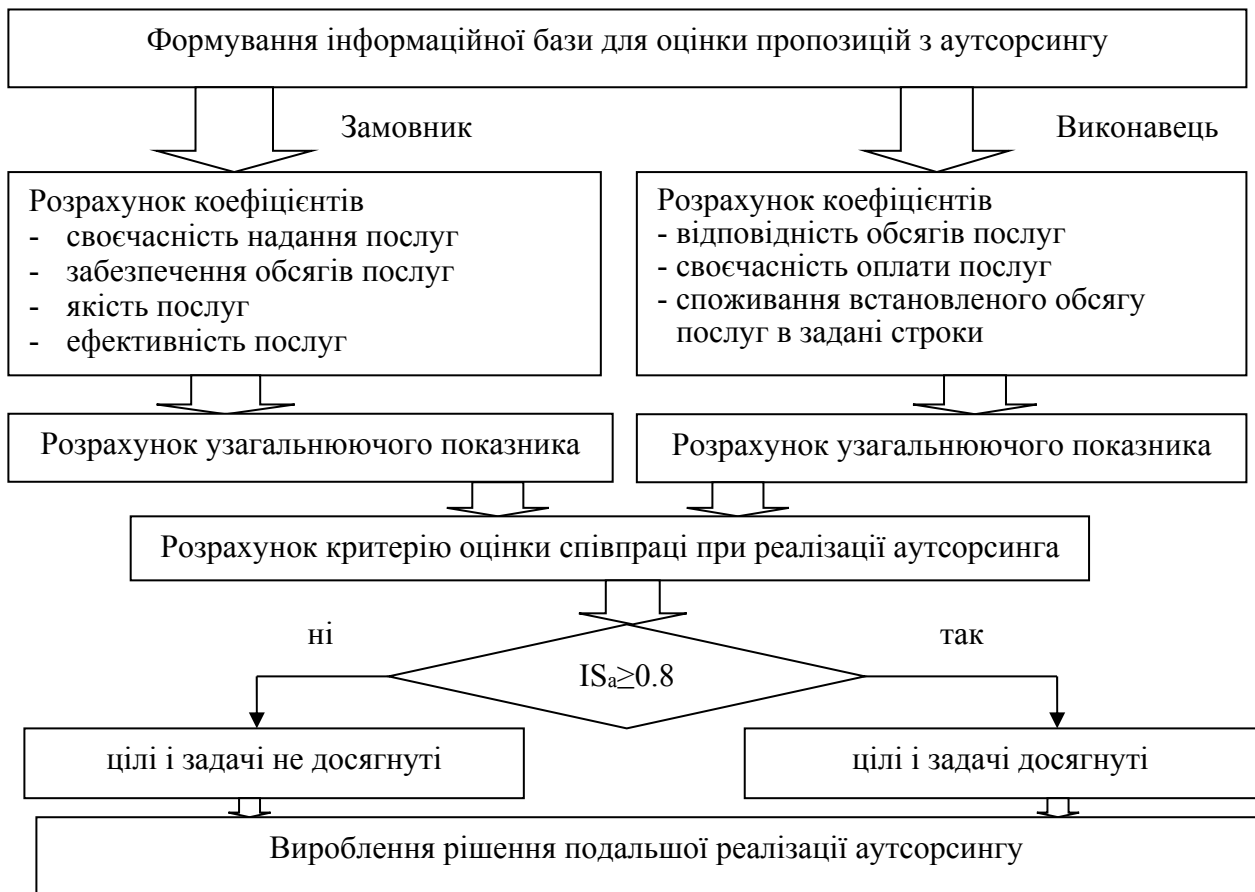 Формування інформаційної бази для оцінки пропозицій з аутсорсингу
Замовник
Виконавець
Розрахунок коефіцієнтів
- своєчасність надання послуг
- забезпечення обсягів послуг
- якість послуг
- ефективність послуг
Розрахунок коефіцієнтів
- відповідність обсягів послуг
- своєчасність оплати послуг
- споживання встановленого обсягу
послуг в задані строки
Розрахунок узагальнюючого показника
Розрахунок узагальнюючого показника
Розрахунок критерію оцінки співпраці при реалізації аутсорсинга
ні
так
ISa≥0.8
цілі і задачі не досягнуті
цілі і задачі досягнуті
Вироблення рішення подальшої реалізації аутсорсингу